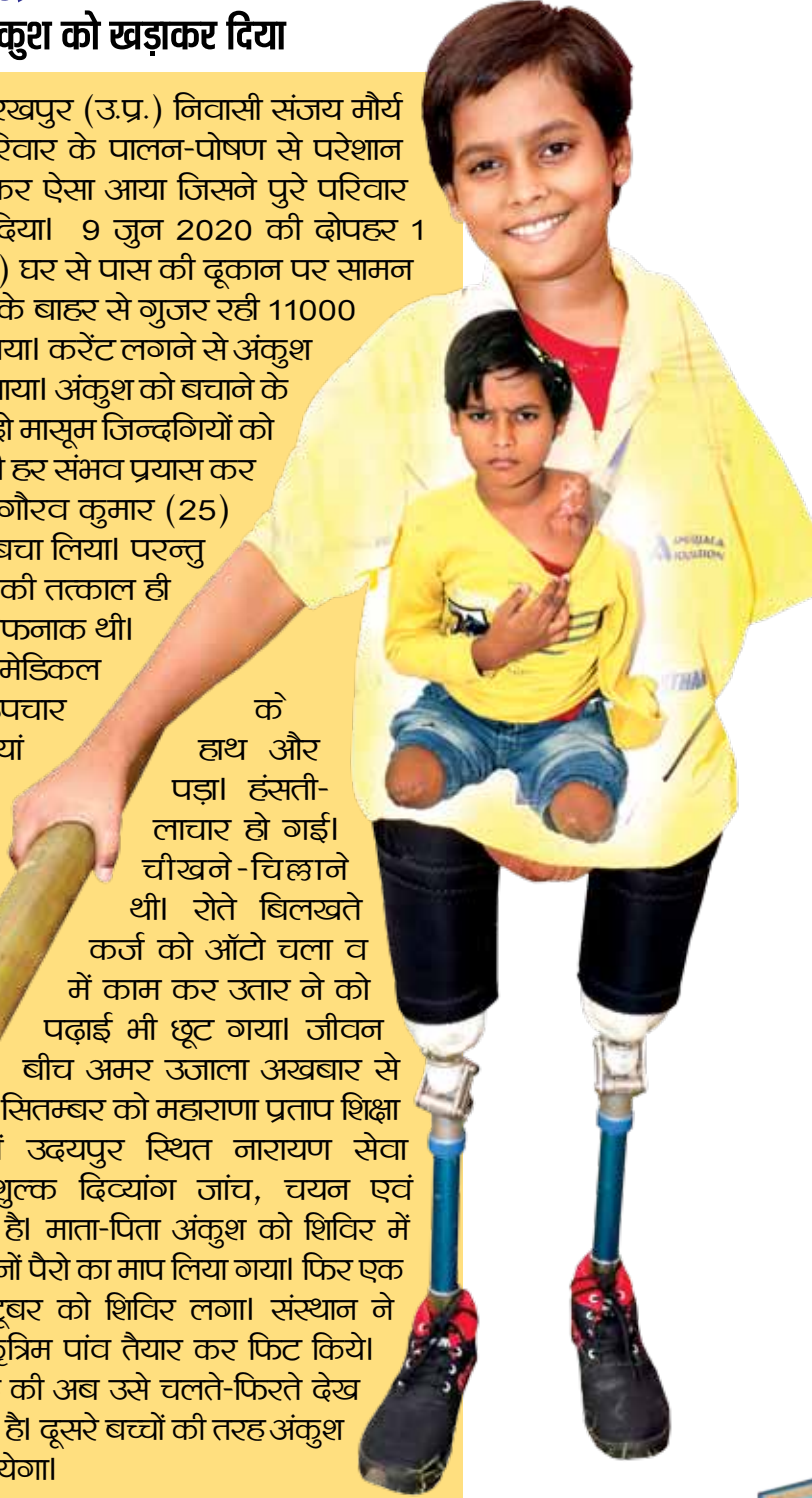 कुश को खड़ाकर दिया
रखपुर (उ.प्र.) निवासी संजय मौर्य
रिवार के पालन-पोषण से परेशान
कर ऐसा आया जिसने पुरे परिवार
दिया। 9 जुन 2020 की दोपहर 1
) घर से पास की दूकान पर सामन
के बाहर से गुजर रही 11000
या। करेंट लगने से अंकुश
गया। अंकुश को बचाने के
मासूम जिन्दगियों को
हर संभव प्रयास कर
गौरव कुमार (25)
बचा लिया। परन्तु
की तत्काल ही
फनाक थी।
मेडिकल
पचार के
यां हाथ और
पड़ा। हंसती-
लाचार हो गई।
चीखने-चिल्लाने
थी। रोते बिलखते
कर्ज को ऑटो चला व
में काम कर उतार ने को
पढ़ाई भी छूट गया। जीवन
बीच अमर उजाला अखबार से
सितम्बर को महाराणा प्रताप शिक्षा
उदयपुर स्थित नारायण सेवा
शुल्क दिव्यांग जांच, चयन एवं
है। माता-पिता अंकुश को शिविर में
नों पैरो का माप लिया गया। फिर एक
टूबर को शिविर लगा। संस्थान ने
कृत्रिम पांव तैयार कर फिट किये।
की अब उसे चलते-फिरते देख
है। दूसरे बच्चों की तरह अंकुश
येगा।